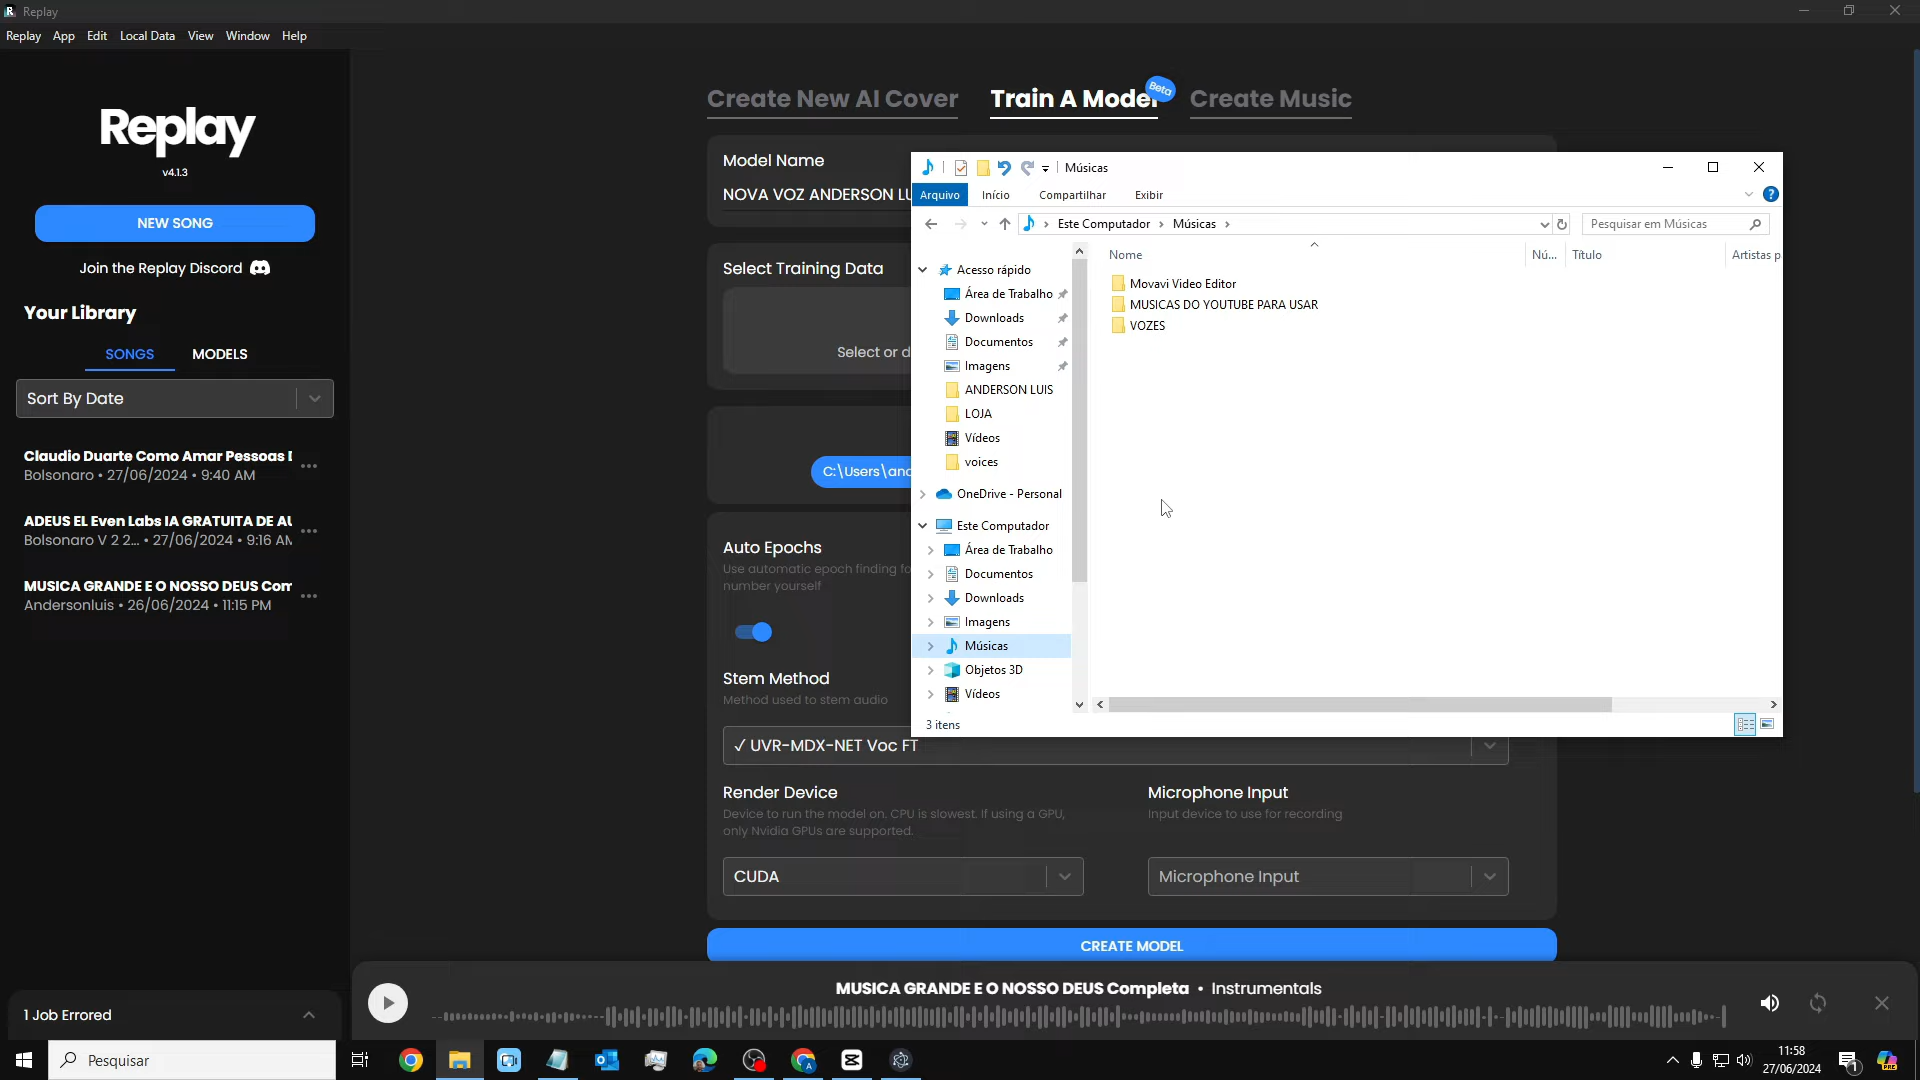 Replay
Replay App Edit Local Data View Window Help
Replay
v4.1.3
NEW SONG
Join the Replay Discord
Your Library
SONGS MODELS
Sort By Date
Claudio Duarte Como Amar Pessoas
Bolsonaro • 27/06/2024 • 9:40 AM
ADEUS EL Even Labs IA GRATUITA DE
Bolsonaro V 2 2... • 27/06/2024 • 9:16 AM
MUSICA GRANDE E O NOSSO DEUS Com
Andersonluis • 26/06/2024 • 11:15 PM
1 Job Errored
Create New AI Cover Train A Model Beta Create Music
Model Name
NOVA VOZ ANDERSON LU
Select Training Data
Select or d
C:\Users\and
Auto Epochs
Use automatic epoch finding fo
number yourself
Stem Method
Method used to stem audio
✓ UVR-MDX-NET Voc FT
Render Device
Device to run the model on. CPU is slowest. If using a GPU,
only Nvidia GPUs are supported.
CUDA
Microphone Input
Input device to use for recording
Microphone Input
CREATE MODEL
MUSICA GRANDE E O NOSSO DEUS Completa • Instrumentals
Músicas
Arquivo Início Compartilhar Exibir
Este Computador Músicas
Pesquisar em Músicas
Acesso rápido
Área de Trabalho
Downloads
Documentos
Imagens
ANDERSON LUIS
LOJA
Vídeos
voices
OneDrive - Personal
Este Computador
Área de Trabalho
Documentos
Downloads
Imagens
Músicas
Objetos 3D
Vídeos
Nome Nú... Título Artistas p
Movavi Video Editor
MUSICAS DO YOUTUBE PARA USAR
VOZES
3 itens
Pesquisar
11:58
27/06/2024
1
PRE